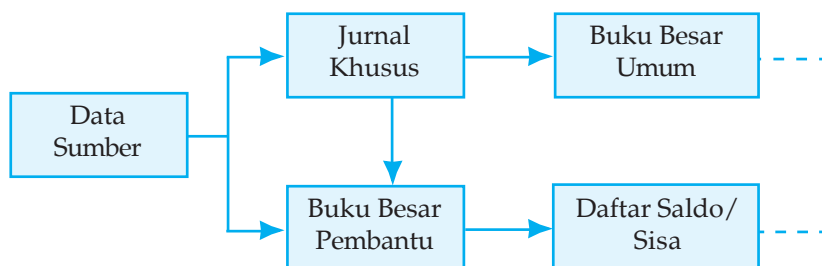 Jurnal
Khusus
Buku Besar
Umum
Data
Sumber
Buku Besar
Pembantu
Daftar Saldo/
Sisa